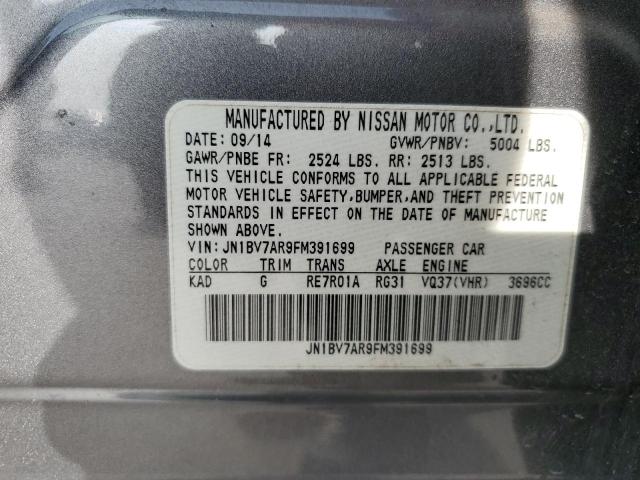 MANUFACTURED BY NISSAN MOTOR CO.,LTD.
DATE: 09/14 GVWR/PNBV: 5004 LBS.
GAWR/PNBE FR: 2524 LBS. RR: 2513 LBS.
THIS VEHICLE CONFORMS TO ALL APPLICABLE FEDERAL
MOTOR VEHICLE SAFETY,BUMPER,AND THEFT PREVENTION
STANDARDS IN EFFECT ON THE DATE OF MANUFACTURE
SHOWN ABOVE.
VIN: JN1BV7AR9FM391699 PASSENGER CAR
COLOR TRIM TRANS AXLE ENGINE
KAD G RE7R01A RG31 VQ37(VHR) 3696CC
JN1BV7AR9FM391699